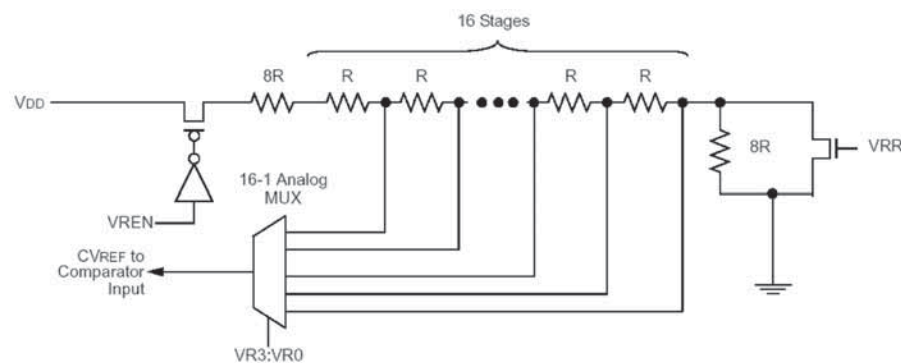 16 Stages
8R R R R R
VDD
8R
VRR
16-1 Analog
MUX
VREN
CVREF to
Comparator
Input
VR3:VR0